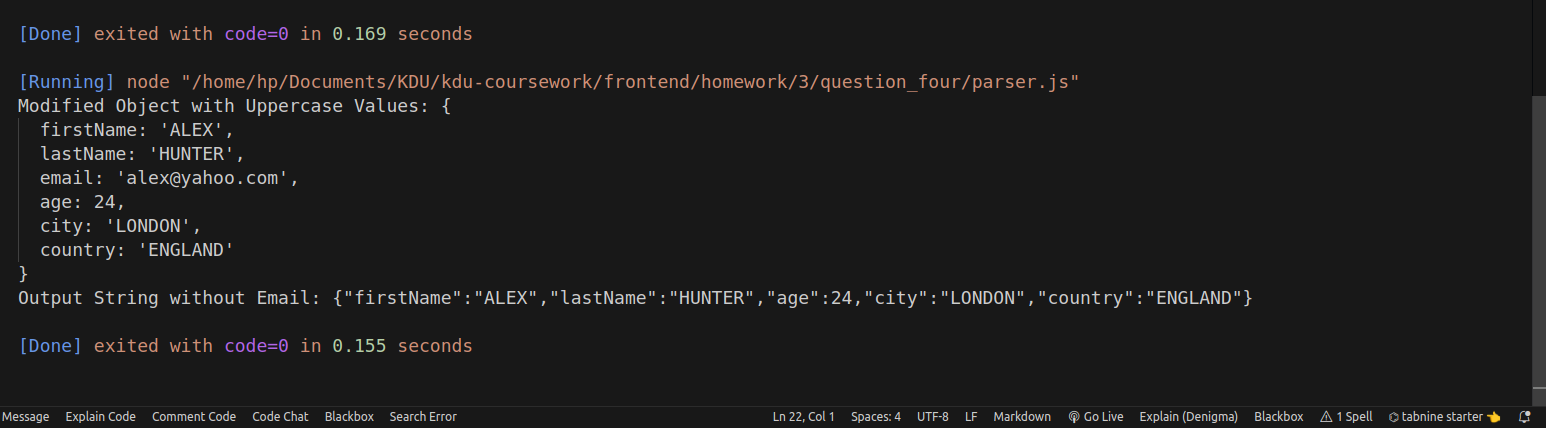 [Done] exited with code=0 in 0.169 seconds
[Running] node "/home/hp/Documents/KDU/kdu-coursework/frontend/homework/3/question_four/parser.js"
Modified Object with Uppercase Values: {
  firstName: 'ALEX',
  lastName: 'HUNTER',
  email: 'alex@yahoo.com',
  age: 24,
  city: 'LONDON',
  country: 'ENGLAND'
}
Output String without Email: {"firstName":"ALEX","lastName":"HUNTER","age":24,"city":"LONDON","country":"ENGLAND"}
[Done] exited with code=0 in 0.155 seconds
Message Explain Code Comment Code Code Chat Blackbox Search Error Ln 22, Col 1 Spaces: 4 UTF-8 LF Markdown Go Live Explain (Denigma) Blackbox 1 Spell tabnine starter